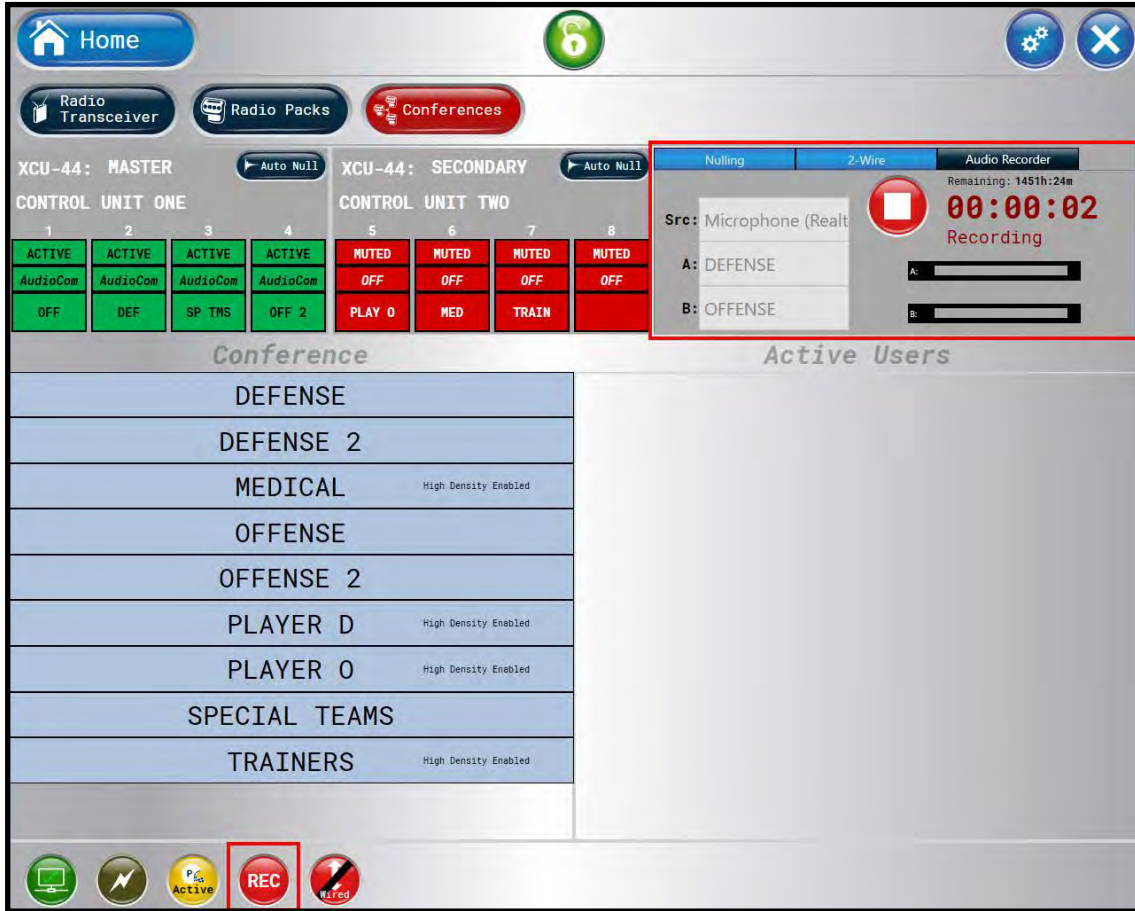 Home
Radio
Transceiver
Radio Packs
Conferences
XCU-44: MASTER
Auto Null
CONTROL UNIT ONE
1 2 3 4
ACTIVE ACTIVE ACTIVE ACTIVE
AudioCom AudioCom AudioCom AudioCom
OFF DEF SP TMS OFF 2
XCU-44: SECONDARY
Auto Null
CONTROL UNIT TWO
5 6 7 8
MUTED MUTED MUTED MUTED
OFF OFF OFF OFF
PLAY O MED TRAIN
Nulling 2-Wire Audio Recorder
Remaining: 1451h:24m
00:00:02
Recording
Src: Microphone (Realt
A: DEFENSE
B: OFFENSE
A:
B:
Conference
Active Users
DEFENSE
DEFENSE 2
MEDICAL High Density Enabled
OFFENSE
OFFENSE 2
PLAYER D High Density Enabled
PLAYER O High Density Enabled
SPECIAL TEAMS
TRAINERS High Density Enabled
Active
REC
Wired